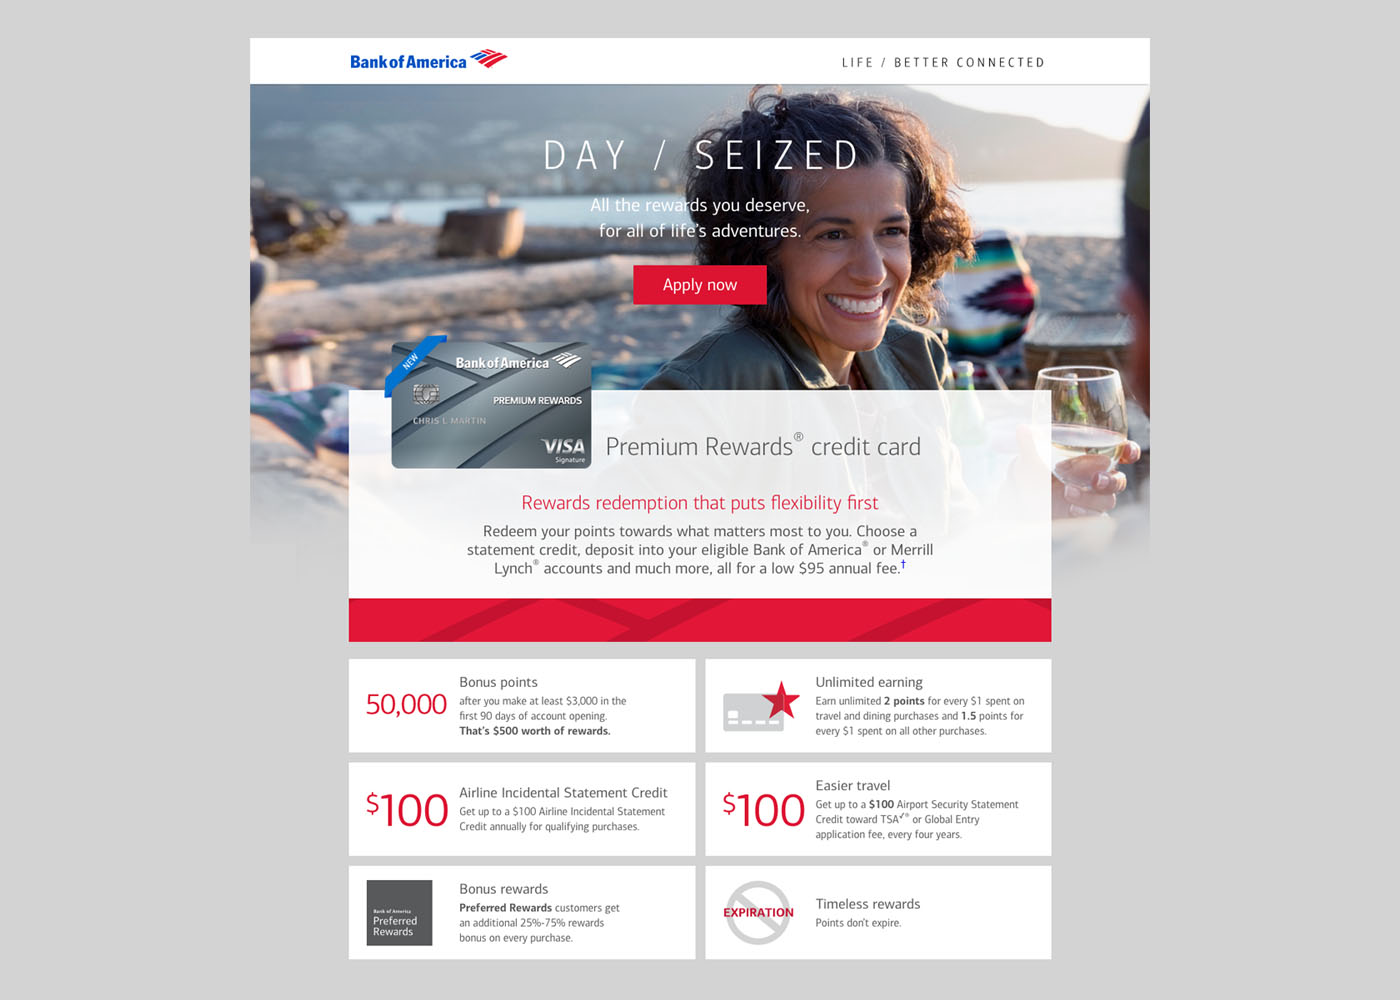 Bank of America
LIFE / BETTER CONNECTED
DAY / SEIZED
All the rewards you deserve,
for all of life's adventures.
Apply now
NEW
Bank of America
PREMIUM REWARDS
CHRIS L MARTIN
VISA
Signature
Premium Rewards® credit card
Rewards redemption that puts flexibility first
Redeem your points towards what matters most to you. Choose a
statement credit, deposit into your eligible Bank of America® or Merrill
Lynch® accounts and much more, all for a low $95 annual fee.†
50,000
Bonus points
after you make at least $3,000 in the
first 90 days of account opening.
That's $500 worth of rewards.
Unlimited earning
Earn unlimited 2 points for every $1 spent on
travel and dining purchases and 1.5 points for
every $1 spent on all other purchases.
$100
Airline Incidental Statement Credit
Get up to a $100 Airline Incidental Statement
Credit annually for qualifying purchases.
$100
Easier travel
Get up to a $100 Airport Security Statement
Credit toward TSA✓® or Global Entry
application fee, every four years.
Bank of America
Preferred
Rewards
Bonus rewards
Preferred Rewards customers get
an additional 25%-75% rewards
bonus on every purchase.
EXPIRATION
Timeless rewards
Points don't expire.